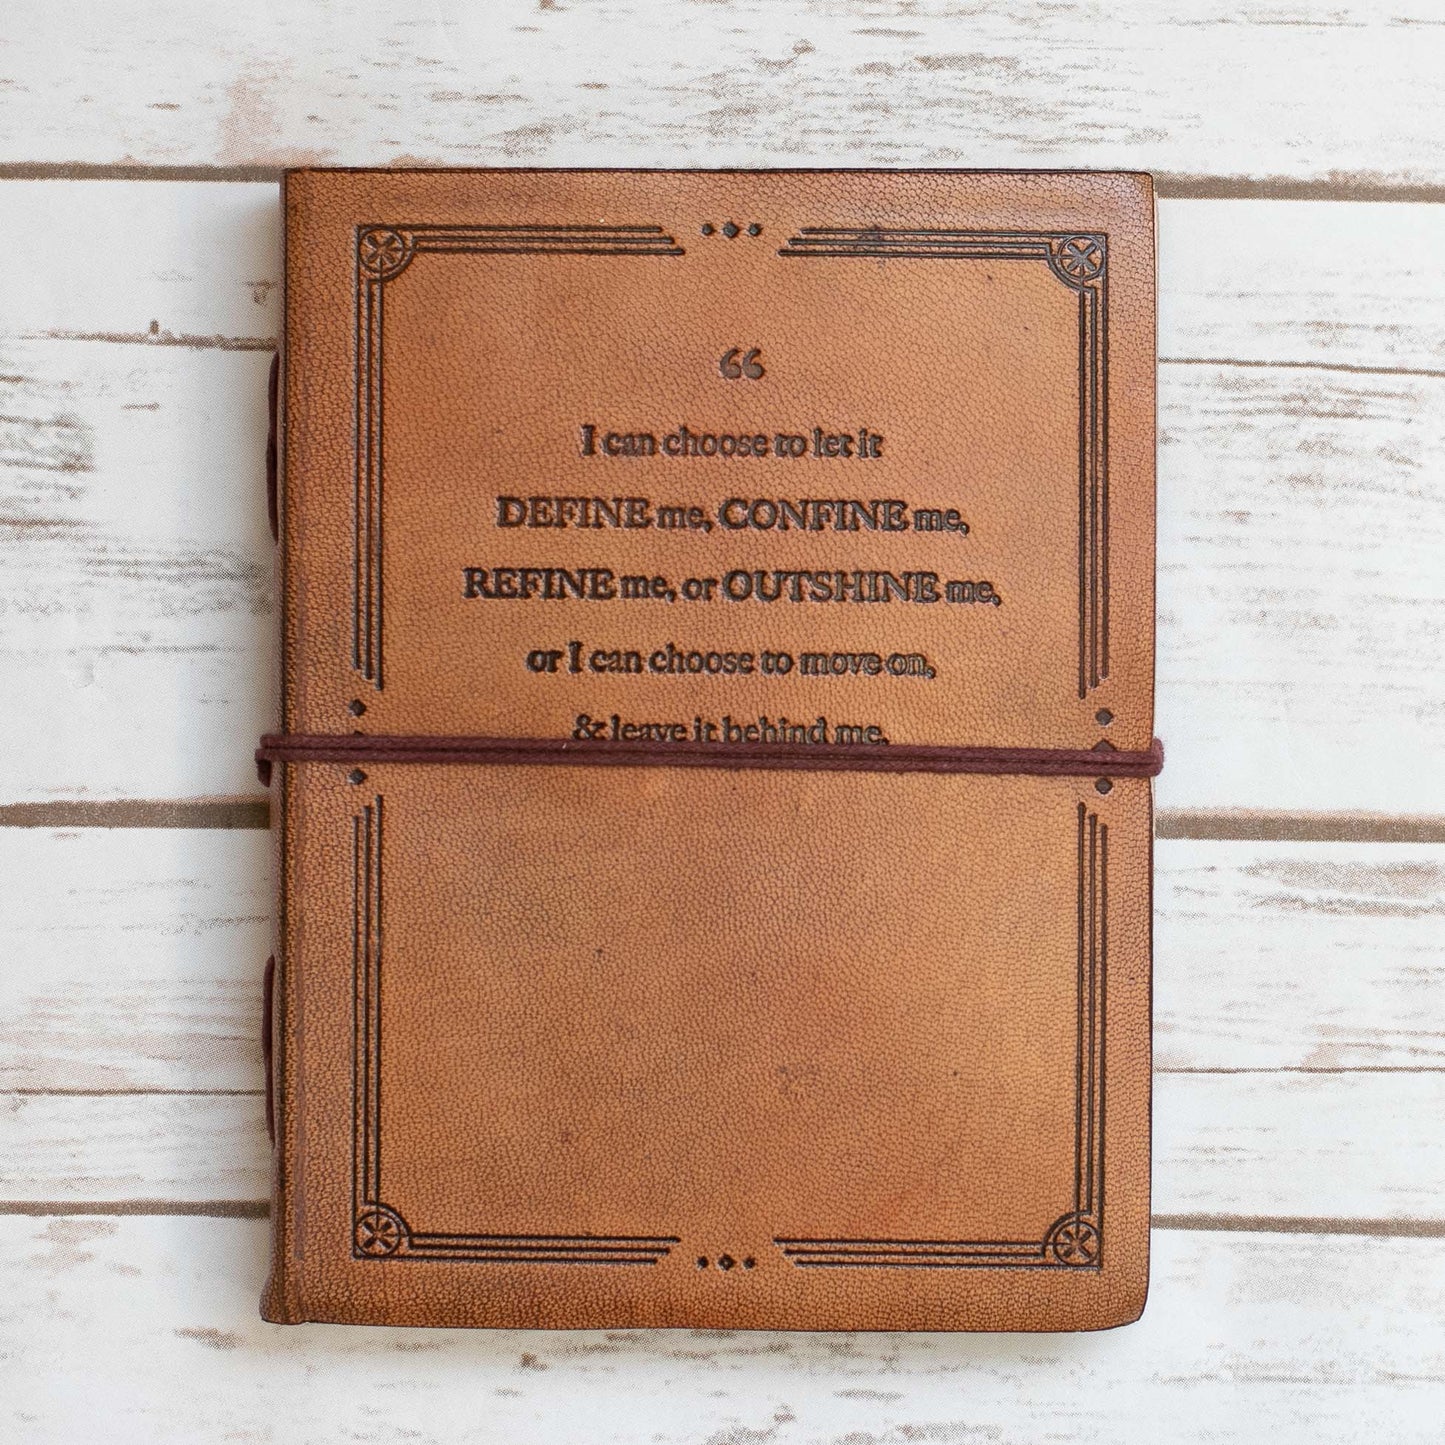 “
I can choose to let it
DEFINE me, CONFINE me,
REFINE me, or OUTSHINE me,
or I can choose to move on,
& leave it behind me.